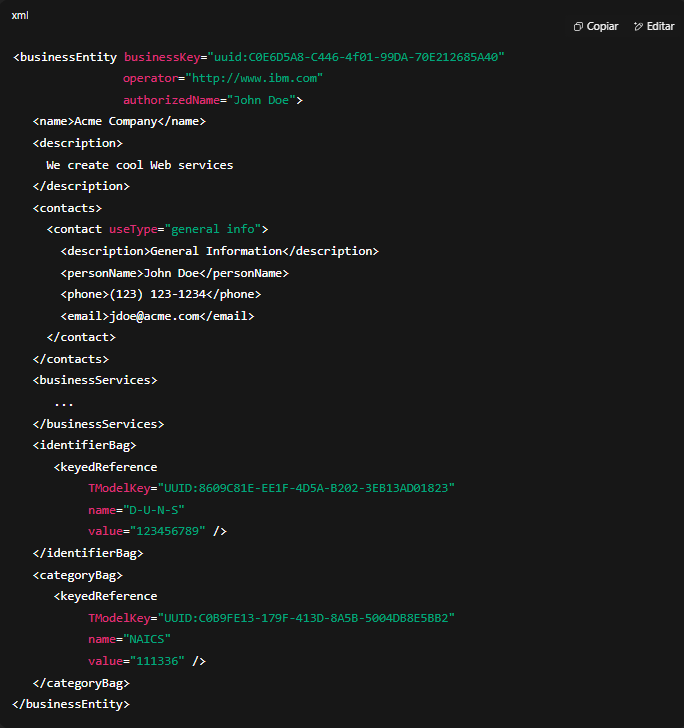 xml
Copiar Editar
<businessEntity businessKey="uuid:C0E6D5A8-C446-4f01-99DA-70E212685A40"
operator="http://www.ibm.com"
authorizedName="John Doe">
<name>Acme Company</name>
<description>
We create cool Web services
</description>
<contacts>
<contact useType="general info">
<description>General Information</description>
<personName>John Doe</personName>
<phone>(123) 123-1234</phone>
<email>jdoe@acme.com</email>
</contact>
</contacts>
<businessServices>
...
</businessServices>
<identifierBag>
<keyedReference
TModelKey="UUID:8609C81E-EE1F-4D5A-B202-3EB13AD01823"
name="D-U-N-S"
value="123456789" />
</identifierBag>
<categoryBag>
<keyedReference
TModelKey="UUID:C0B9FE13-179F-413D-8A5B-5004DB8E5BB2"
name="NAICS"
value="111336" />
</categoryBag>
</businessEntity>